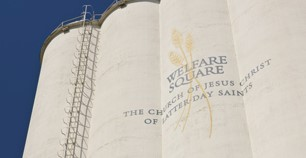 WELFARE
SQUARE
THE CHURCH OF JESUS CHRIST
OF LATTER-DAY SAINTS